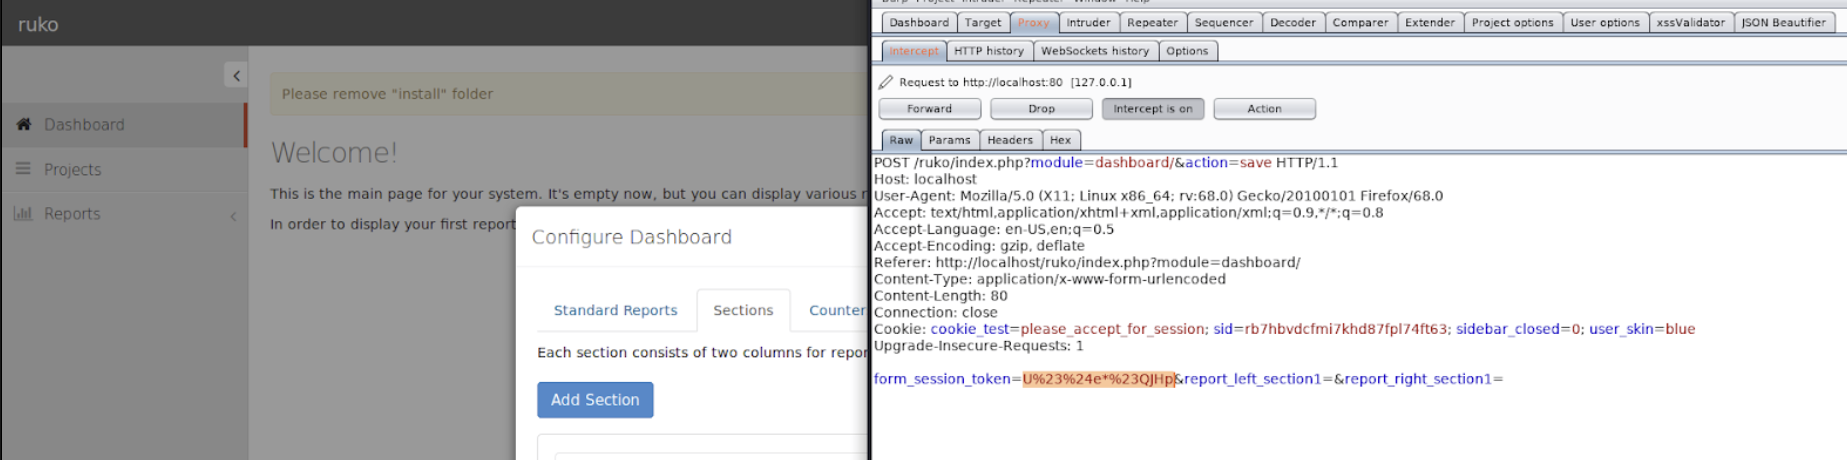 ruko
Please remove "install" folder
Dashboard
Projects
Reports
Welcome!
This is the main page for your system. It's empty now, but you can display various r
In order to display your first report
Configure Dashboard
Standard Reports Sections Counter
Each section consists of two columns for repor
Add Section
Burp Project Intruder Repeater Window Help
Dashboard Target Proxy Intruder Repeater Sequencer Decoder Comparer Extender Project options User options xssValidator JSON Beautifier
Intercept HTTP history WebSockets history Options
Request to http://localhost:80 [127.0.0.1]
Forward Drop Intercept is on Action
Raw Params Headers Hex
POST /ruko/index.php?module=dashboard/&action=save HTTP/1.1
Host: localhost
User-Agent: Mozilla/5.0 (X11; Linux x86_64; rv:68.0) Gecko/20100101 Firefox/68.0
Accept: text/html,application/xhtml+xml,application/xml;q=0.9,*/*;q=0.8
Accept-Language: en-US,en;q=0.5
Accept-Encoding: gzip, deflate
Referer: http://localhost/ruko/index.php?module=dashboard/
Content-Type: application/x-www-form-urlencoded
Content-Length: 80
Connection: close
Cookie: cookie_test=please_accept_for_session; sid=rb7hbvdcfmi7khd87fpl74ft63; sidebar_closed=0; user_skin=blue
Upgrade-Insecure-Requests: 1
form_session_token=U%23%24e*%23QJHp&report_left_section1=&report_right_section1=